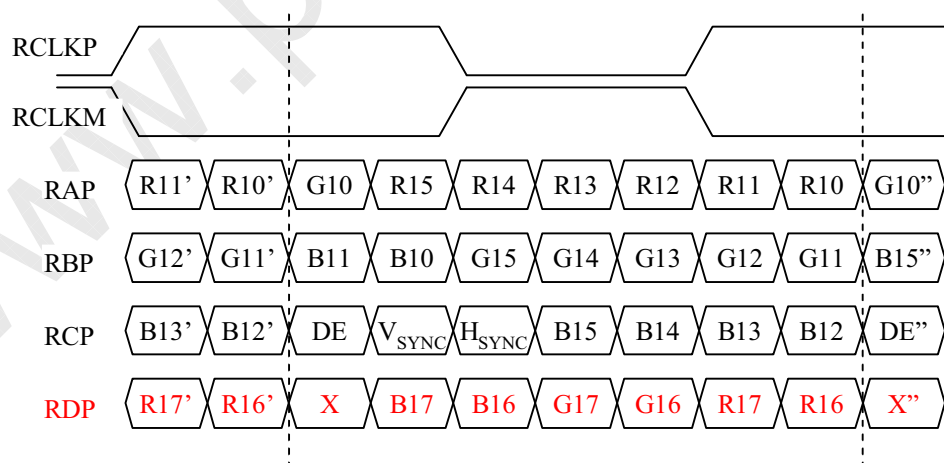 RCLKP
RCLKM
RAP R11’ R10’ G10 R15 R14 R13 R12 R11 R10 G10”
RBP G12’ G11’ B11 B10 G15 G14 G13 G12 G11 B15”
RCP B13’ B12’ DE VSYNC HSYNC B15 B14 B13 B12 DE”
RDP R17’ R16’ X B17 B16 G17 G16 R17 R16 X”